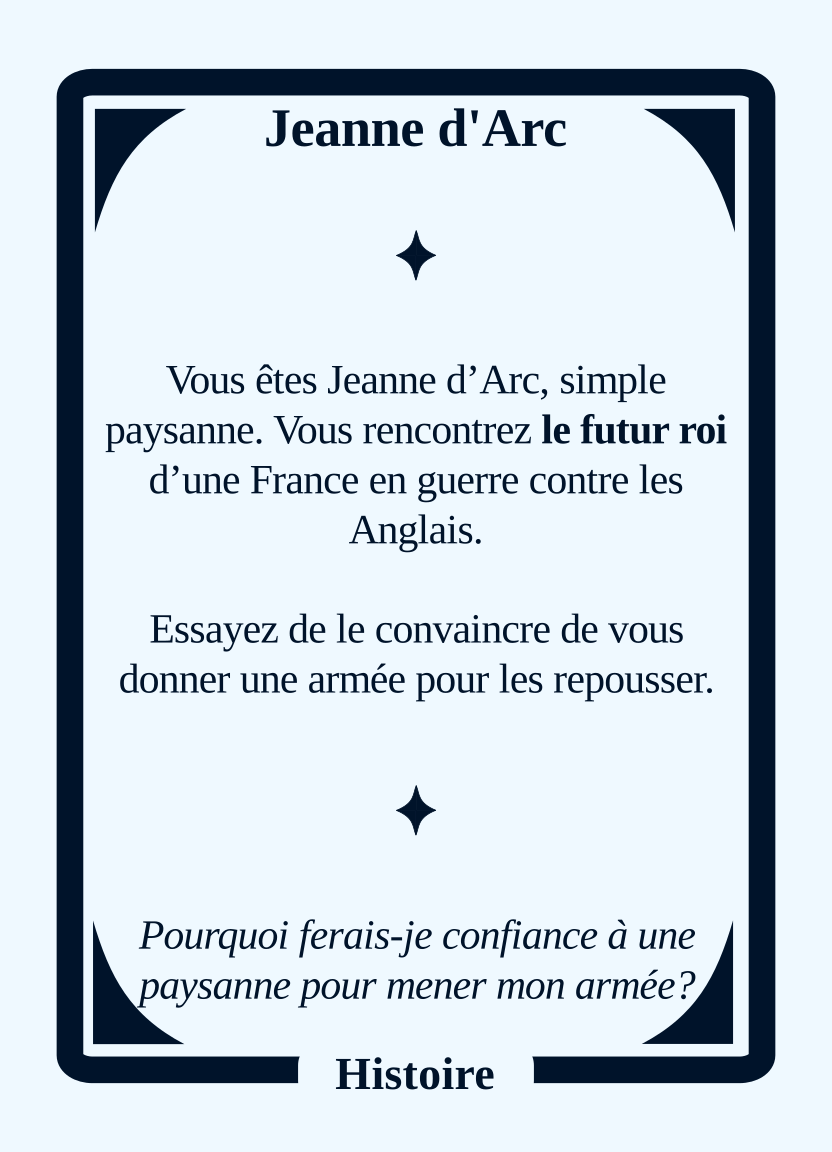 Jeanne d'Arc
Vous êtes Jeanne d’Arc, simple
paysanne. Vous rencontrez le futur roi
d’une France en guerre contre les
Anglais.
Essayez de le convaincre de vous
donner une armée pour les repousser.
Pourquoi ferais-je confiance à une
paysanne pour mener mon armée?
Histoire